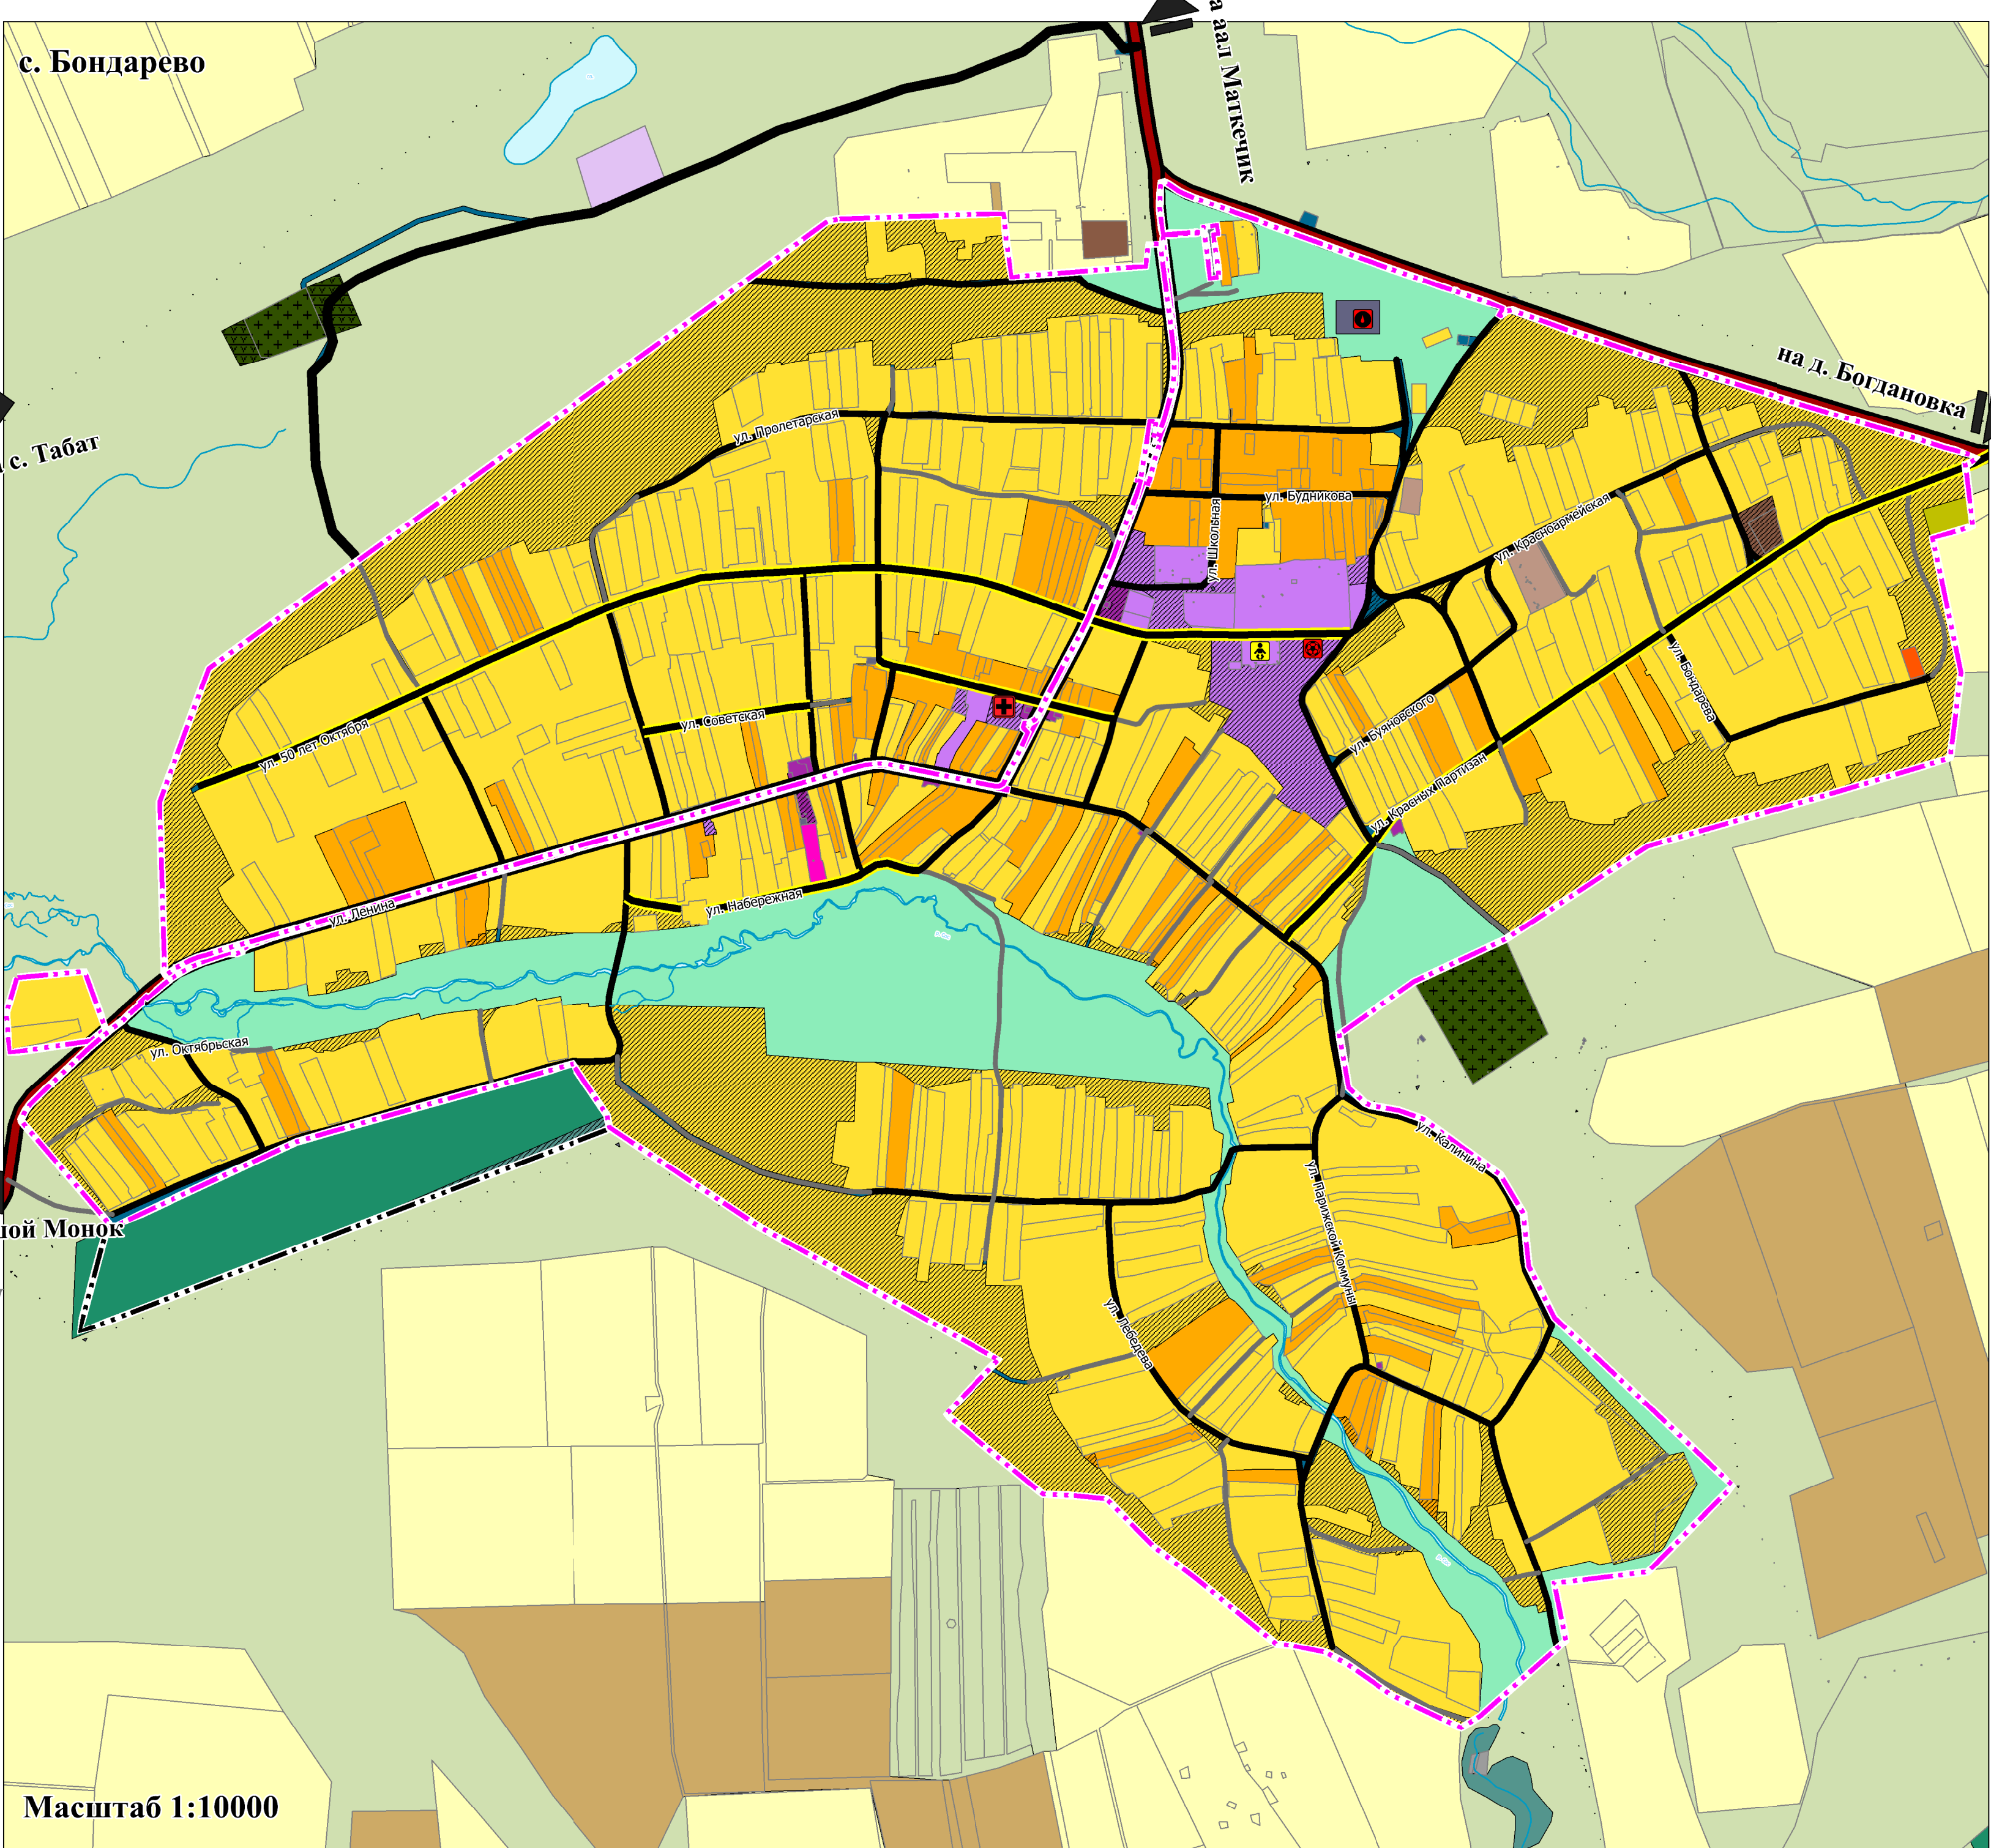 с. Бондарево
а аал Маткечик
на д. Богдановка
с. Табат
ул. Пролетарская
ул. Будникова
ул. Школьная
ул. Красноармейская
ул. Бондарева
ул. 50 лет Октября
ул. Советская
ул. Буяновского
ул. Красных Партизан
ул. Ленина
ул. Набережная
ул. Октябрьская
ул. Калинина
ул. Парижской Коммуны
ул. Лебедева
шой Монок
Масштаб 1:10000